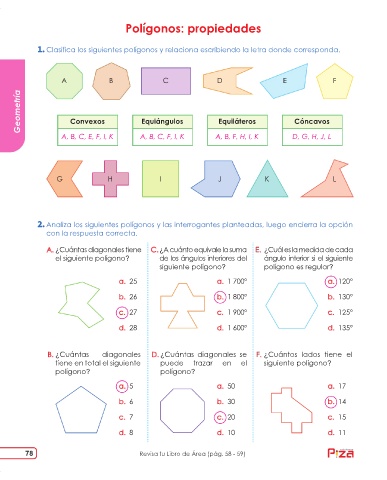 Polígonos: propiedades
1. Clasifica los siguientes polígonos y relaciona escribiendo la letra donde corresponda.
A B C D E F
Geometría
Convexos Equiángulos Equiláteros Cóncavos
A, B, C, E, F, I, K A, B, C, F, I, K A, B, F, H, I, K D, G, H, J, L
G H I J K L
2. Analiza los siguientes polígonos y las interrogantes planteadas, luego encierra la opción
con la respuesta correcta.
A. ¿Cuántas diagonales tiene
el siguiente polígono?
a. 25
b. 26
c. 27
d. 28
C. ¿A cuánto equivale la suma
de los ángulos interiores del
siguiente polígono?
a. 1 700°
b. 1 800°
c. 1 900°
d. 1 600°
E. ¿Cuál es la medida de cada
ángulo interior si el siguiente
polígono es regular?
a. 120°
b. 130°
c. 125°
d. 135°
B. ¿Cuántas diagonales
tiene en total el siguiente
polígono?
a. 5
b. 6
c. 7
d. 8
D. ¿Cuántas diagonales se
puede trazar en el
polígono?
a. 50
b. 30
c. 20
d. 10
F. ¿Cuántos lados tiene el
siguiente polígono?
a. 17
b. 14
c. 15
d. 11
78
Revisa tu Libro de Área (pág. 58 - 59)